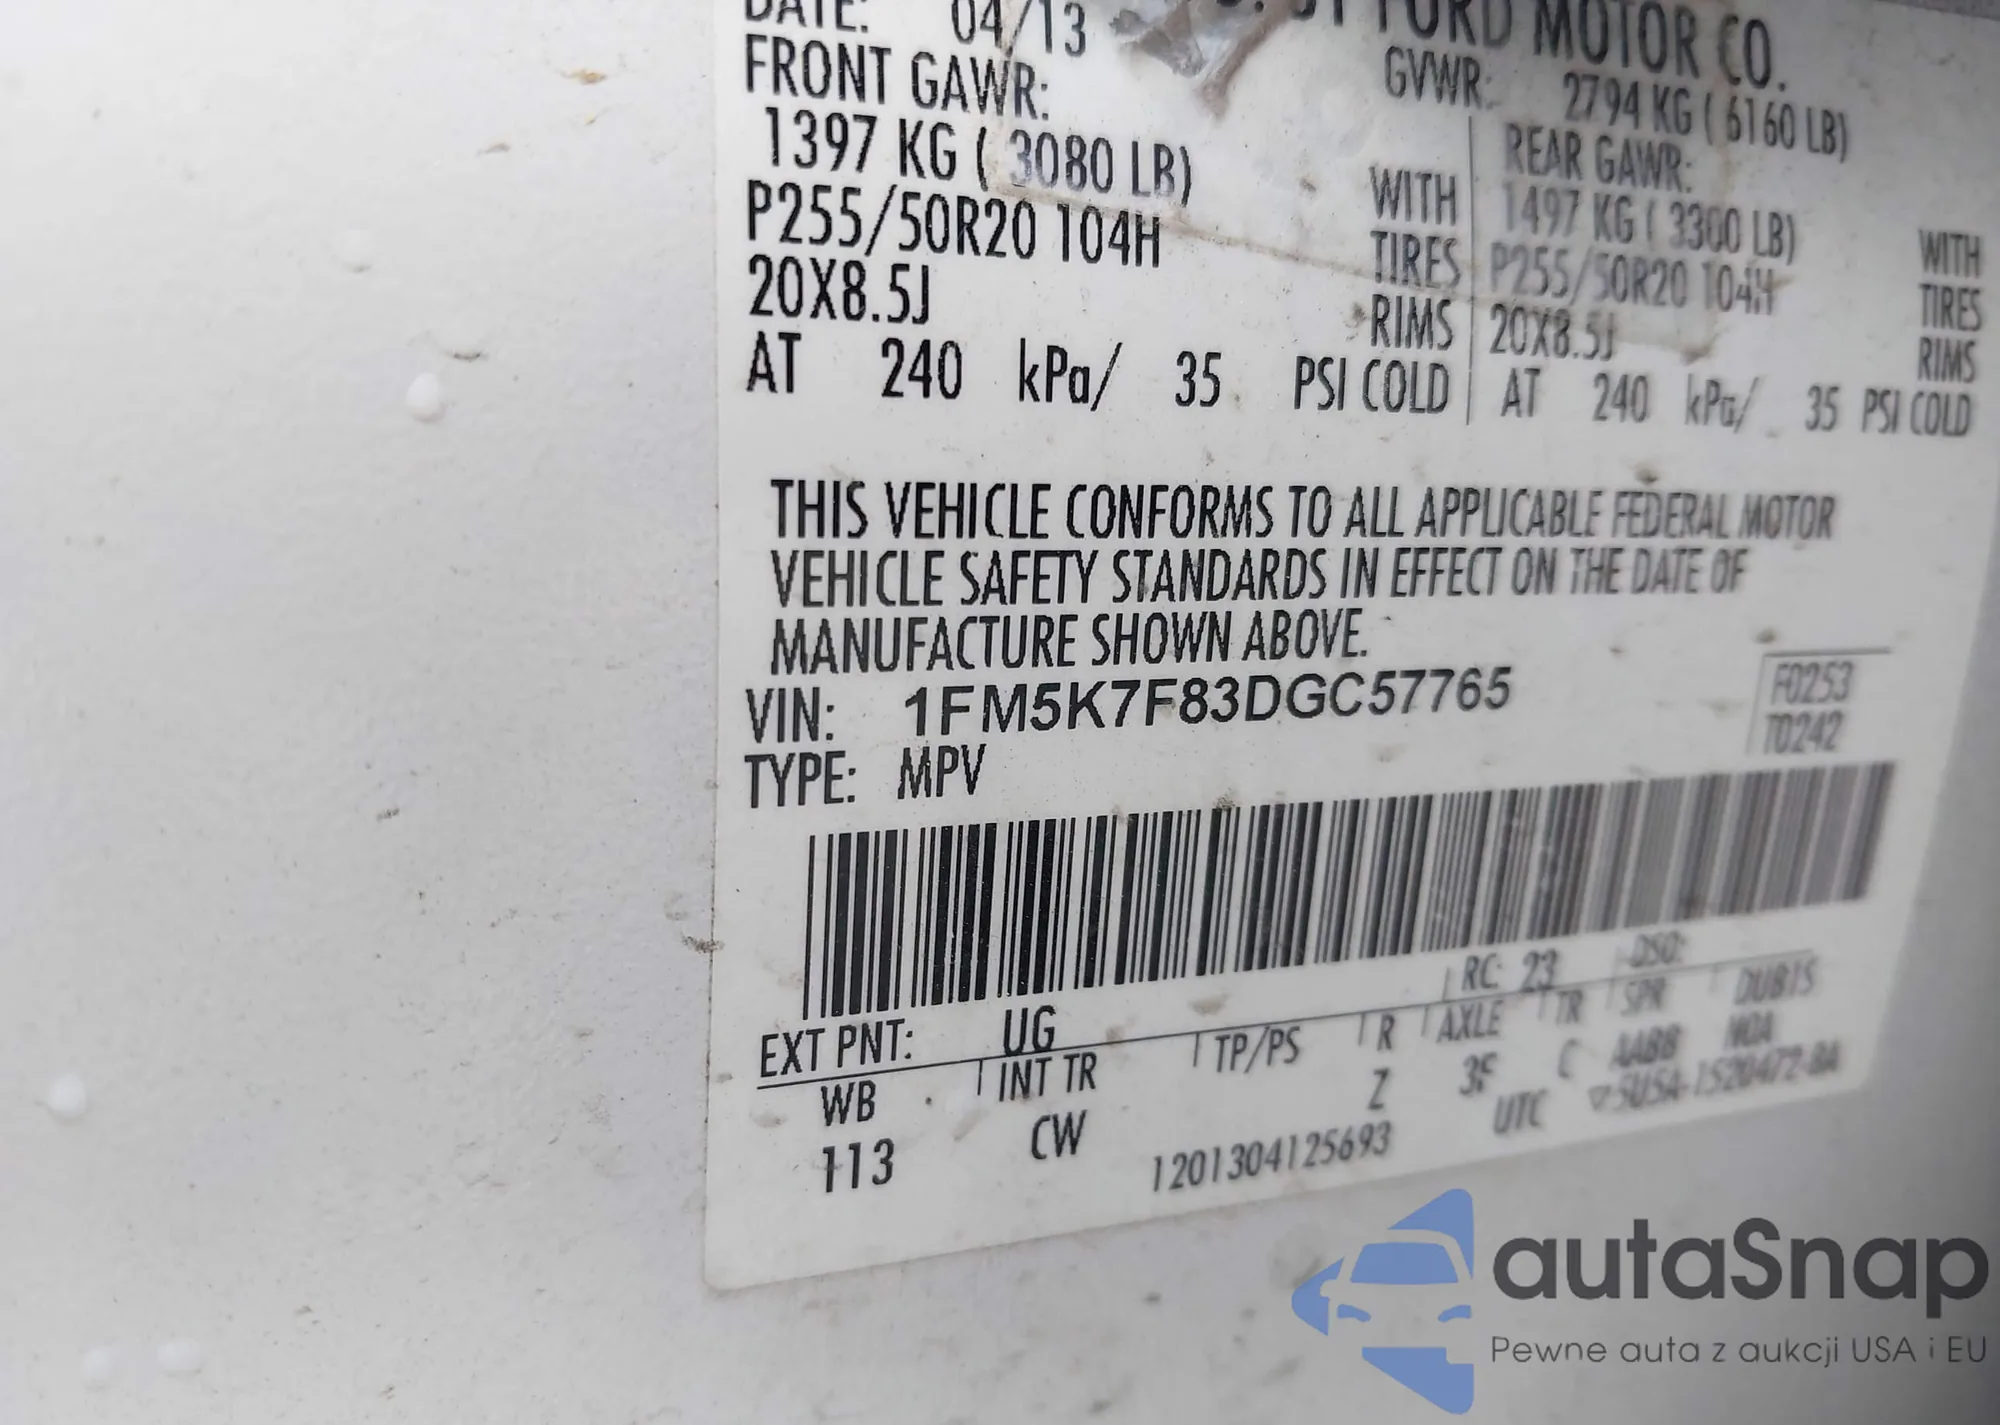 DATE: 04/13
FORD MOTOR CO.
FRONT GAWR:
GVWR: 2794 KG ( 6160 LB)
1397 KG ( 3080 LB)
REAR GAWR:
1497 KG ( 3300 LB)
P255/50R20 104H
WITH TIRES
P255/50R20 104H
WITH TIRES
20X8.5J
RIMS
20X8.5J
RIMS
AT 240 kPa/ 35 PSI COLD
AT 240 kPa/ 35 PSI COLD
THIS VEHICLE CONFORMS TO ALL APPLICABLE FEDERAL MOTOR
VEHICLE SAFETY STANDARDS IN EFFECT ON THE DATE OF
MANUFACTURE SHOWN ABOVE.
VIN: 1FM5K7F83DGC57765
F0253
TYPE: MPV
T0242
EXT PNT: UG
RC: 23
DSO:
WB
INT TR
TP/PS
R
AXLE
TR
SPR
113
CW
Z
3F
C
AABB
1201304125693
UTC
autaSnap
Pewne auta z aukcji USA i EU